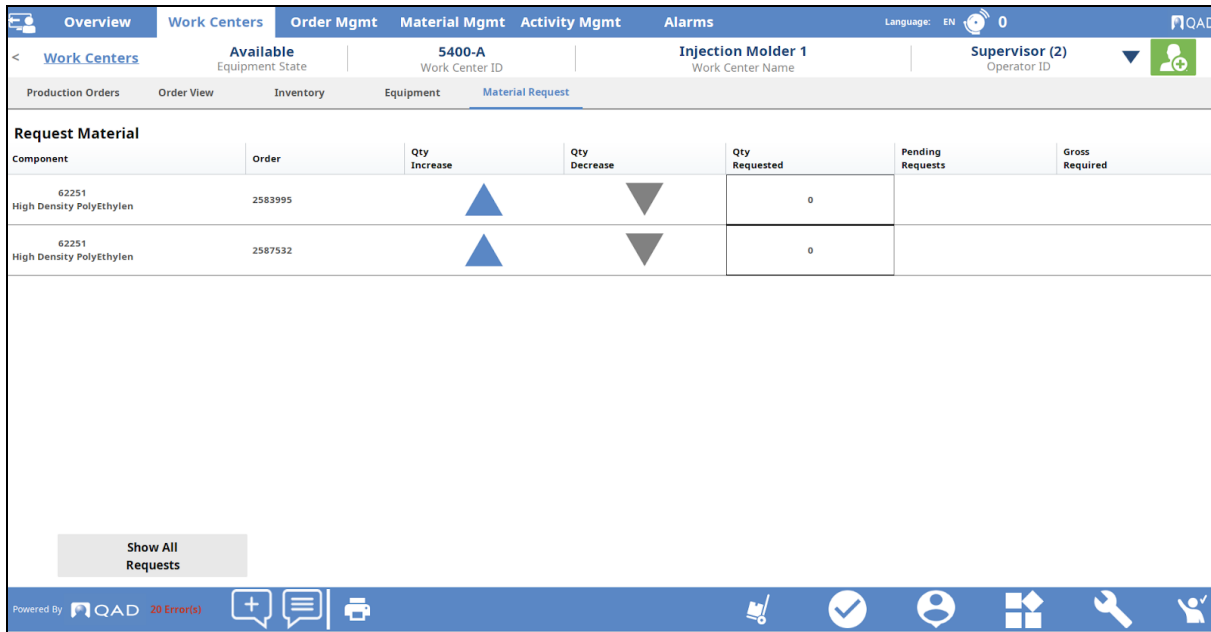 Overview Work Centers Order Mgmt Material Mgmt Activity Mgmt Alarms Language: EN 0 QAD
< Work Centers Available 5400-A Injection Molder 1 Supervisor (2)
Equipment State Work Center ID Work Center Name Operator ID
Production Orders Order View Inventory Equipment Material Request
Request Material
Component Order Qty Increase Qty Decrease Qty Requested Pending Requests Gross Required
62251
High Density PolyEthylen 2583995 0
62251
High Density PolyEthylen 2587532 0
Show All
Requests
Powered By QAD 20 Error(s)